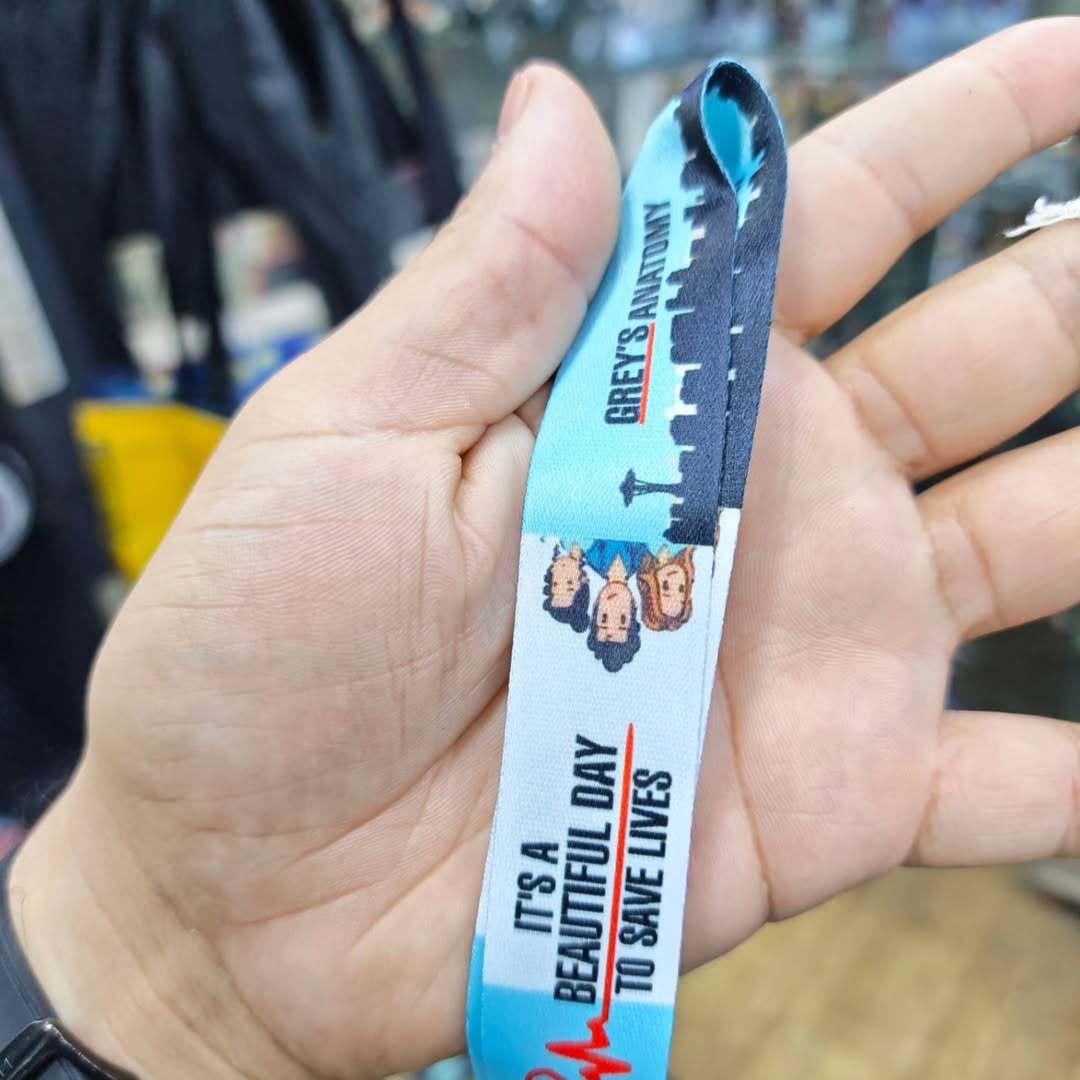 GREY'S ANATOMY
IT'S A
BEAUTIFUL DAY
TO SAVE LIVES